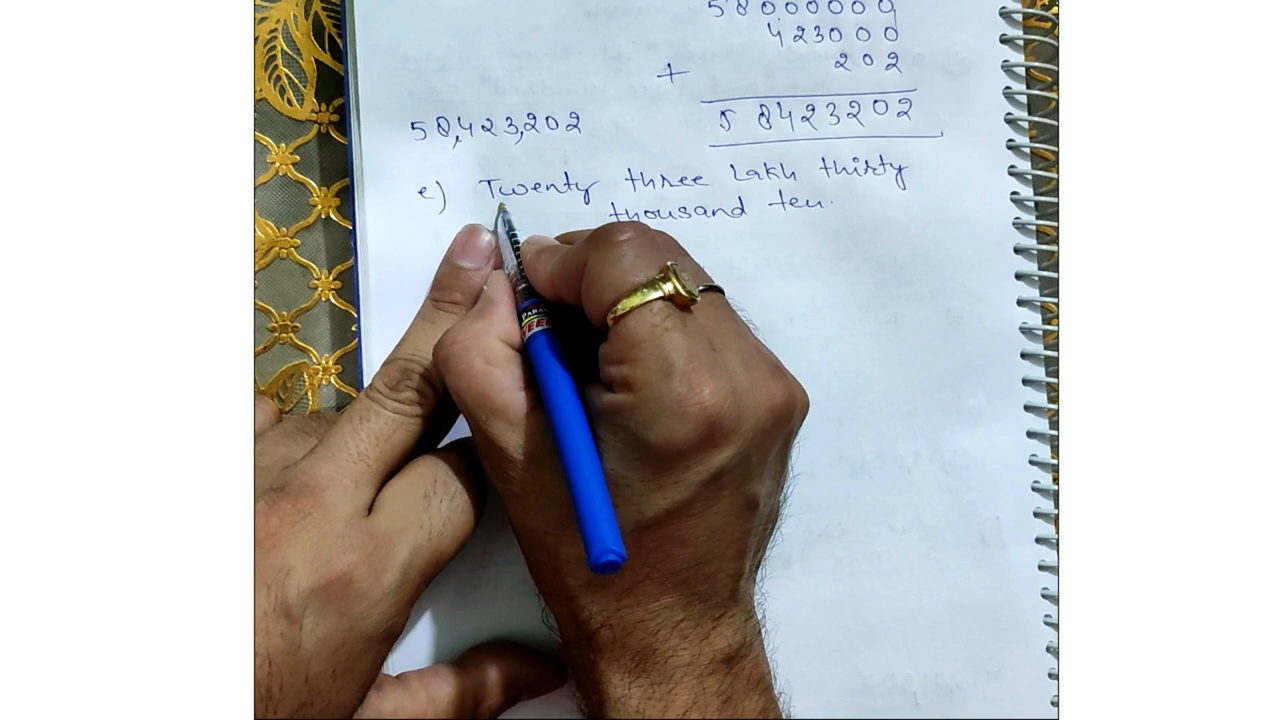 58000000
423000
+ 202
58423202
58,423,202
e) Twenty three Lakh thirty
thousand ten.